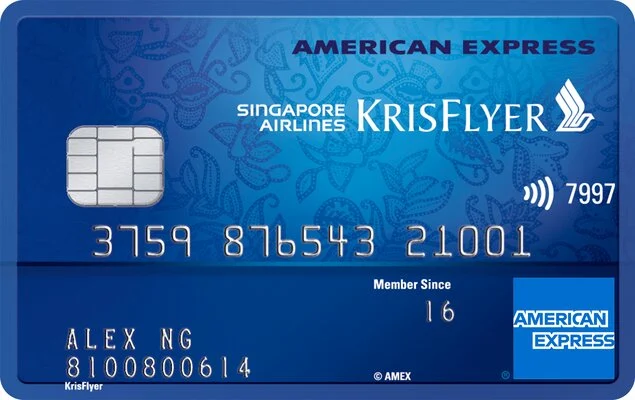 AMERICAN EXPRESS
SINGAPORE
AIRLINES
KRISFLYER
7997
3759 876543 21001
Member Since
16
ALEX NG
8100800614
KrisFlyer
© AMEX
®
AMERICAN
EXPRESS